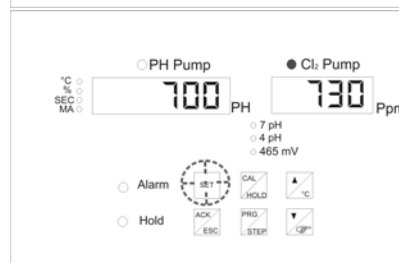 PH Pump
Cl₂ Pump
°C
%
SEC
MA
700 PH
730 Ppm
7 pH
4 pH
465 mV
Alarm
SET
CAL
HOLD
°C
Hold
ACK
ESC
PRG
STEP